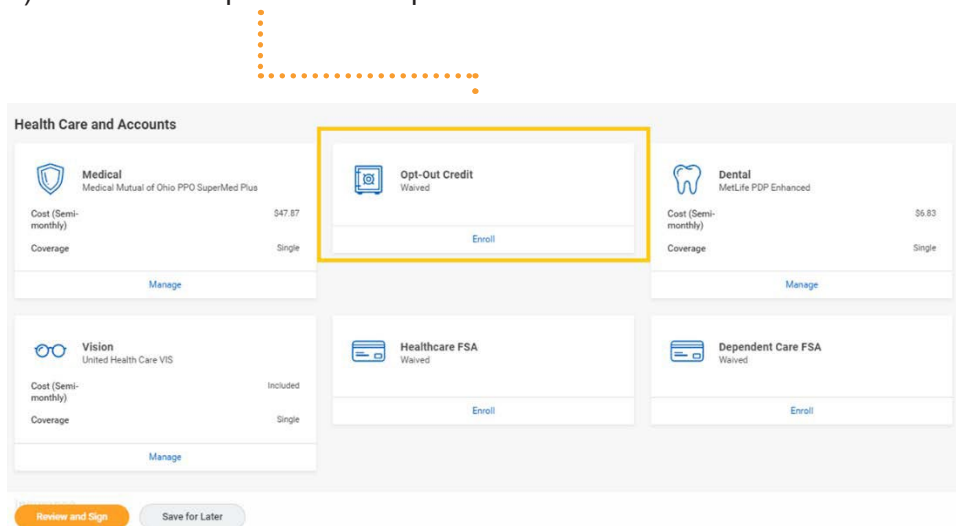 Health Care and Accounts
Medical
Medical Mutual of Ohio PPO SuperMed Plus
Cost (Semi-
monthly)
$47.87
Coverage
Single
Manage
Opt-Out Credit
Waived
Enroll
Dental
MetLife PDP Enhanced
Cost (Semi-
monthly)
$6.83
Coverage
Single
Manage
Vision
United Health Care VIS
Cost (Semi-
monthly)
Included
Coverage
Single
Manage
Healthcare FSA
Waived
Enroll
Dependent Care FSA
Waived
Enroll
Review and Sign
Save for Later